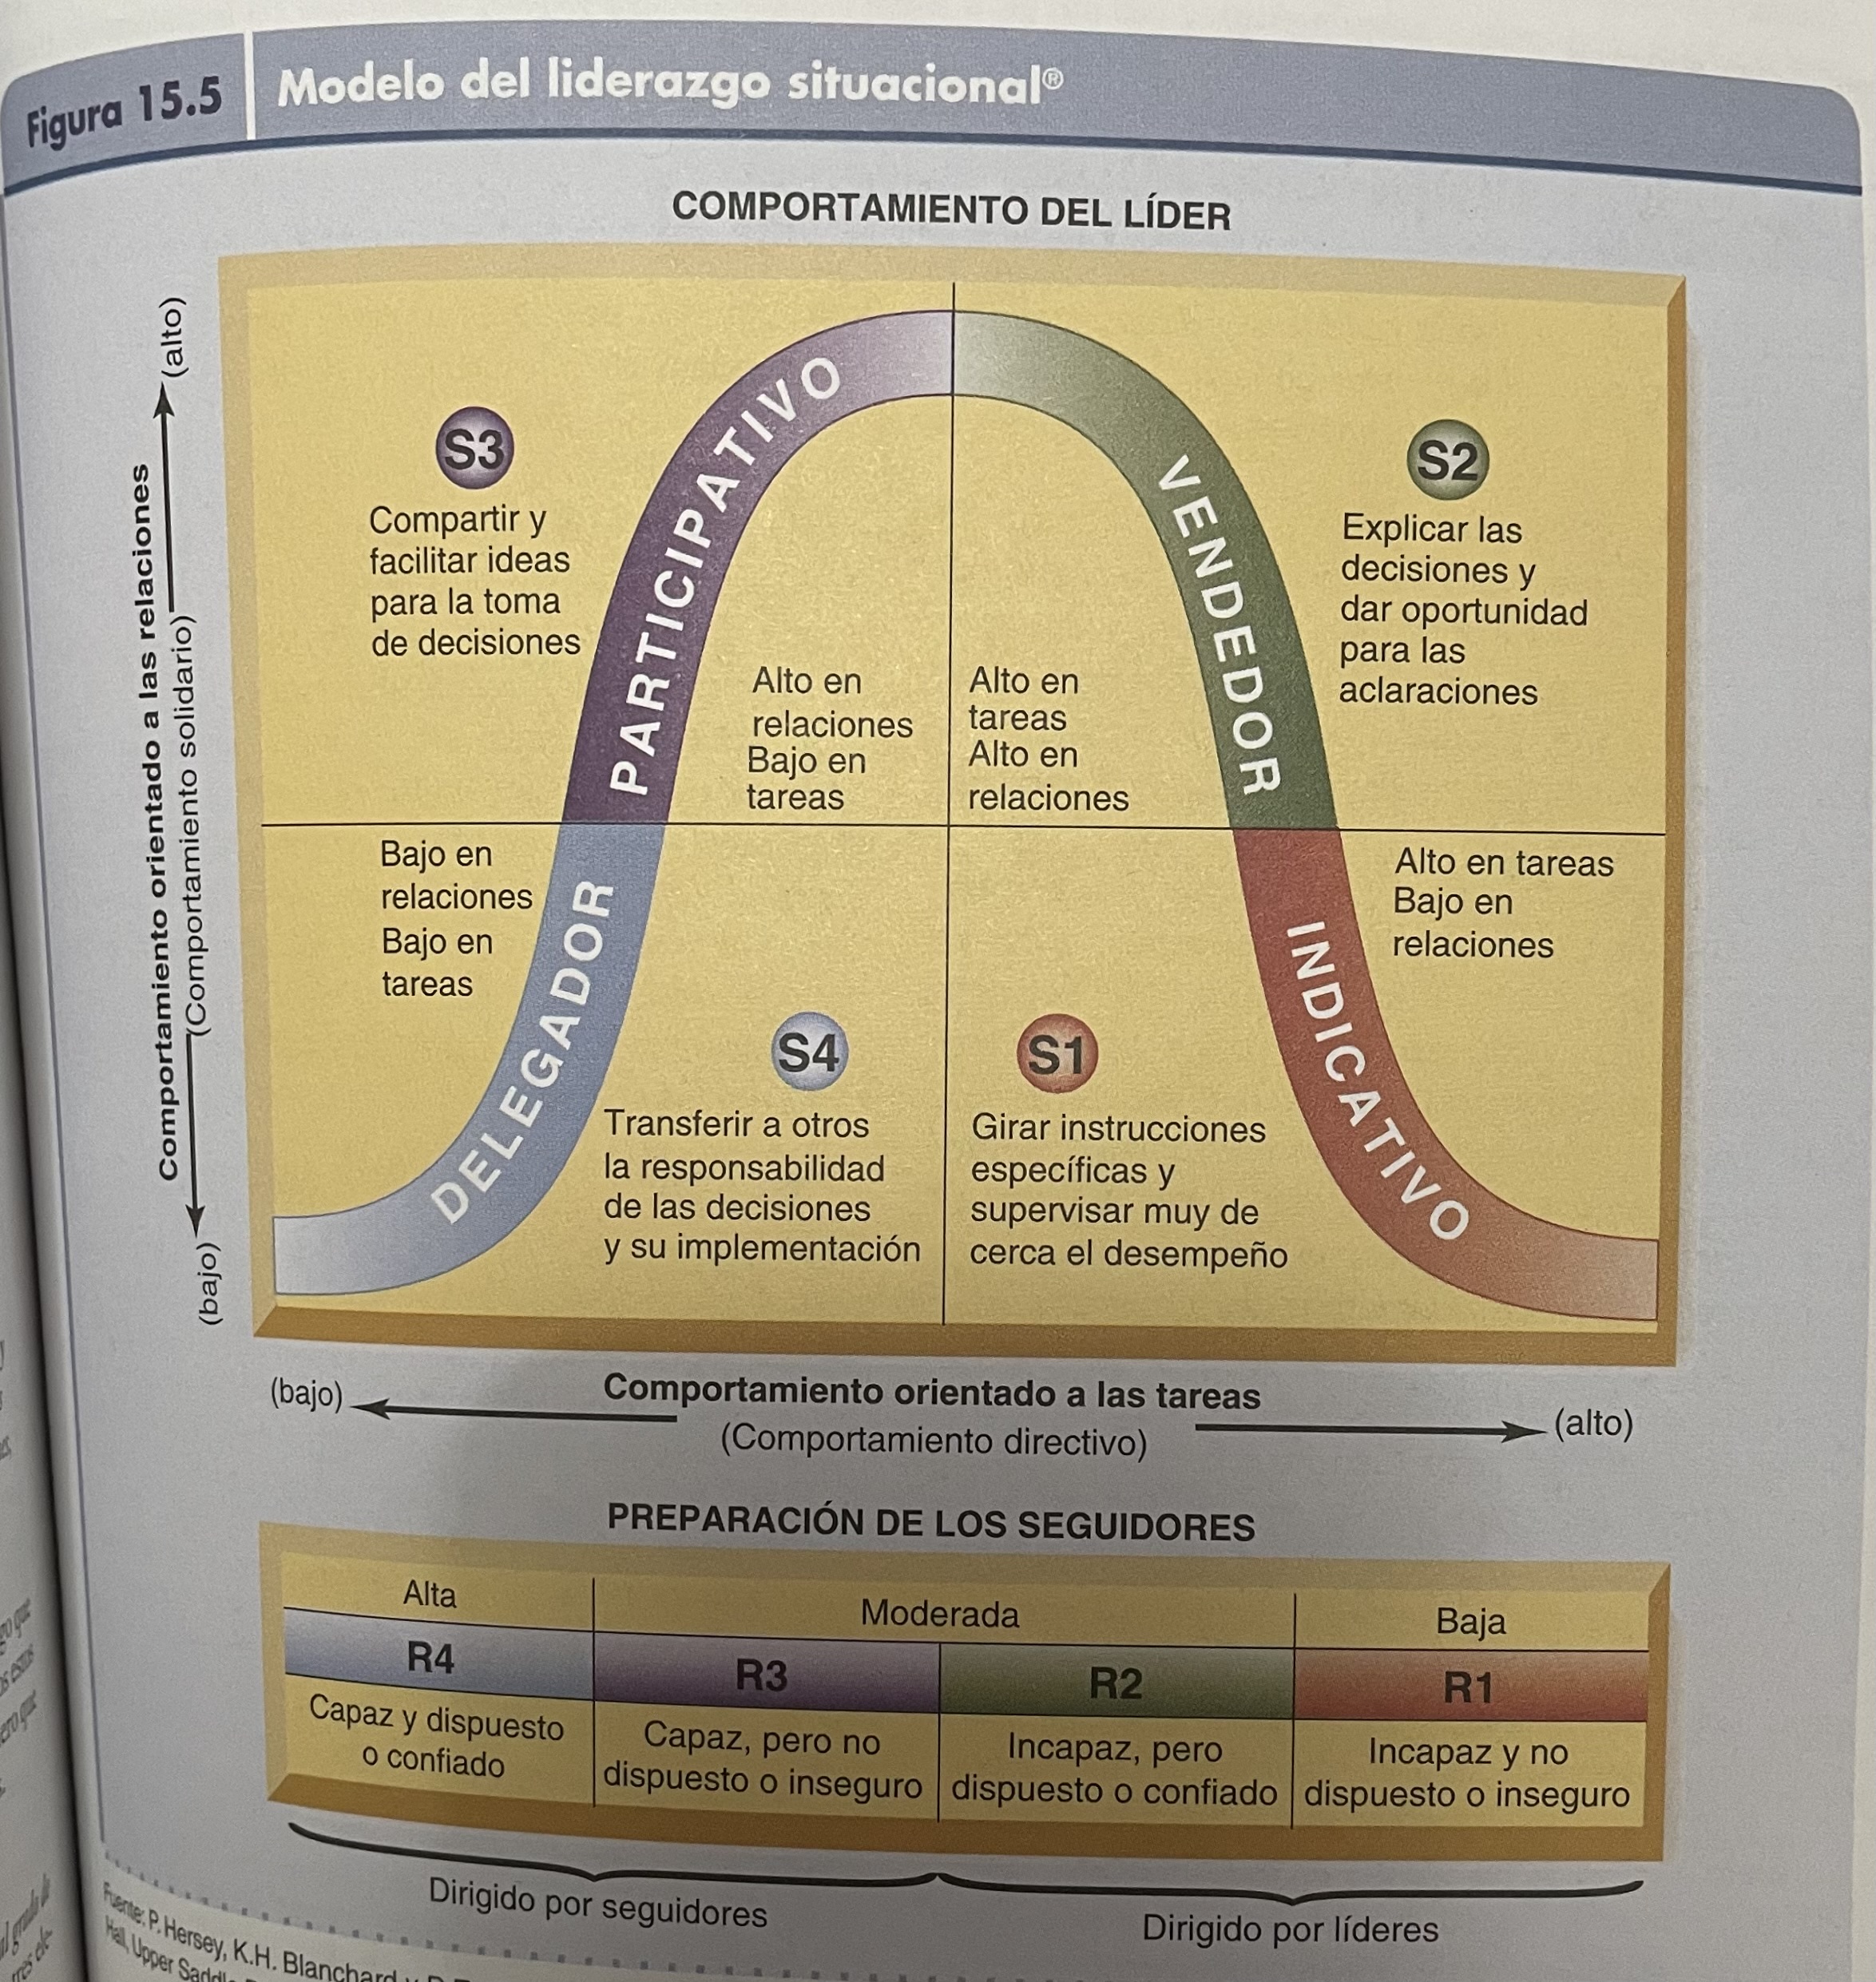 Figura 15.5
Modelo del liderazgo situacional®
COMPORTAMIENTO DEL LÍDER
Comportamiento orientado a las relaciones
(Comportamiento solidario)
(alto)
(bajo)
S3
Compartir y
facilitar ideas
para la toma
de decisiones
PARTICIPATIVO
Alto en
relaciones
Bajo en
tareas
VENDEDOR
Alto en
tareas
Alto en
relaciones
S2
Explicar las
decisiones y
dar oportunidad
para las
aclaraciones
Bajo en
relaciones
Bajo en
tareas
DELEGADOR
S4
Transferir a otros
la responsabilidad
de las decisiones
y su implementación
S1
Girar instrucciones
específicas y
supervisar muy de
cerca el desempeño
INDICATIVO
Alto en tareas
Bajo en
relaciones
(bajo)
Comportamiento orientado a las tareas
(Comportamiento directivo)
(alto)
PREPARACIÓN DE LOS SEGUIDORES
Alta
Moderada
Baja
R4
R3
R2
R1
Capaz y dispuesto
o confiado
Capaz, pero no
dispuesto o inseguro
Incapaz, pero
dispuesto o confiado
Incapaz y no
dispuesto o inseguro
Dirigido por seguidores
Dirigido por líderes
Fuente: P. Hersey, K.H. Blanchard y
Hall, Upper